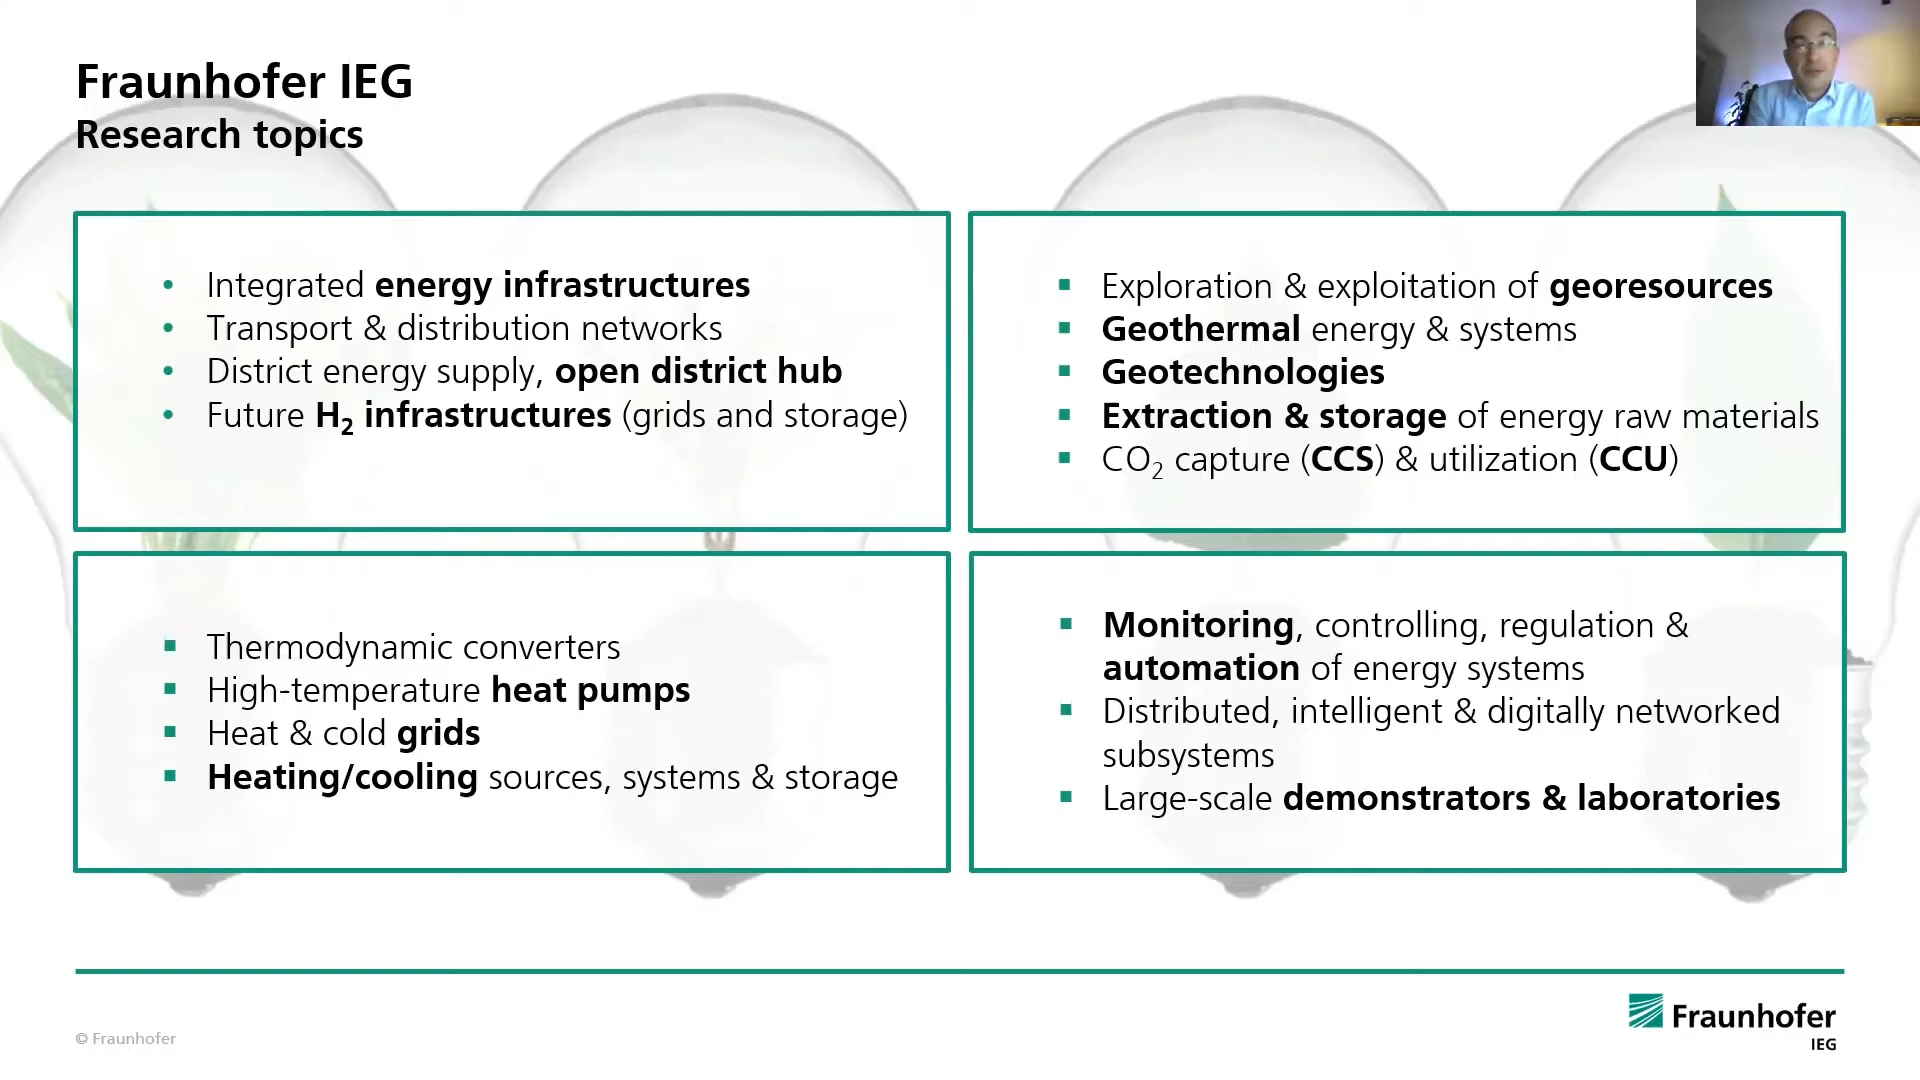 Fraunhofer IEG
Research topics
• Integrated energy infrastructures
• Transport & distribution networks
• District energy supply, open district hub
• Future H₂ infrastructures (grids and storage)
▪ Exploration & exploitation of georesources
▪ Geothermal energy & systems
▪ Geotechnologies
▪ Extraction & storage of energy raw materials
▪ CO₂ capture (CCS) & utilization (CCU)
▪ Thermodynamic converters
▪ High-temperature heat pumps
▪ Heat & cold grids
▪ Heating/cooling sources, systems & storage
▪ Monitoring, controlling, regulation &
automation of energy systems
▪ Distributed, intelligent & digitally networked
subsystems
▪ Large-scale demonstrators & laboratories
© Fraunhofer
Fraunhofer
IEG